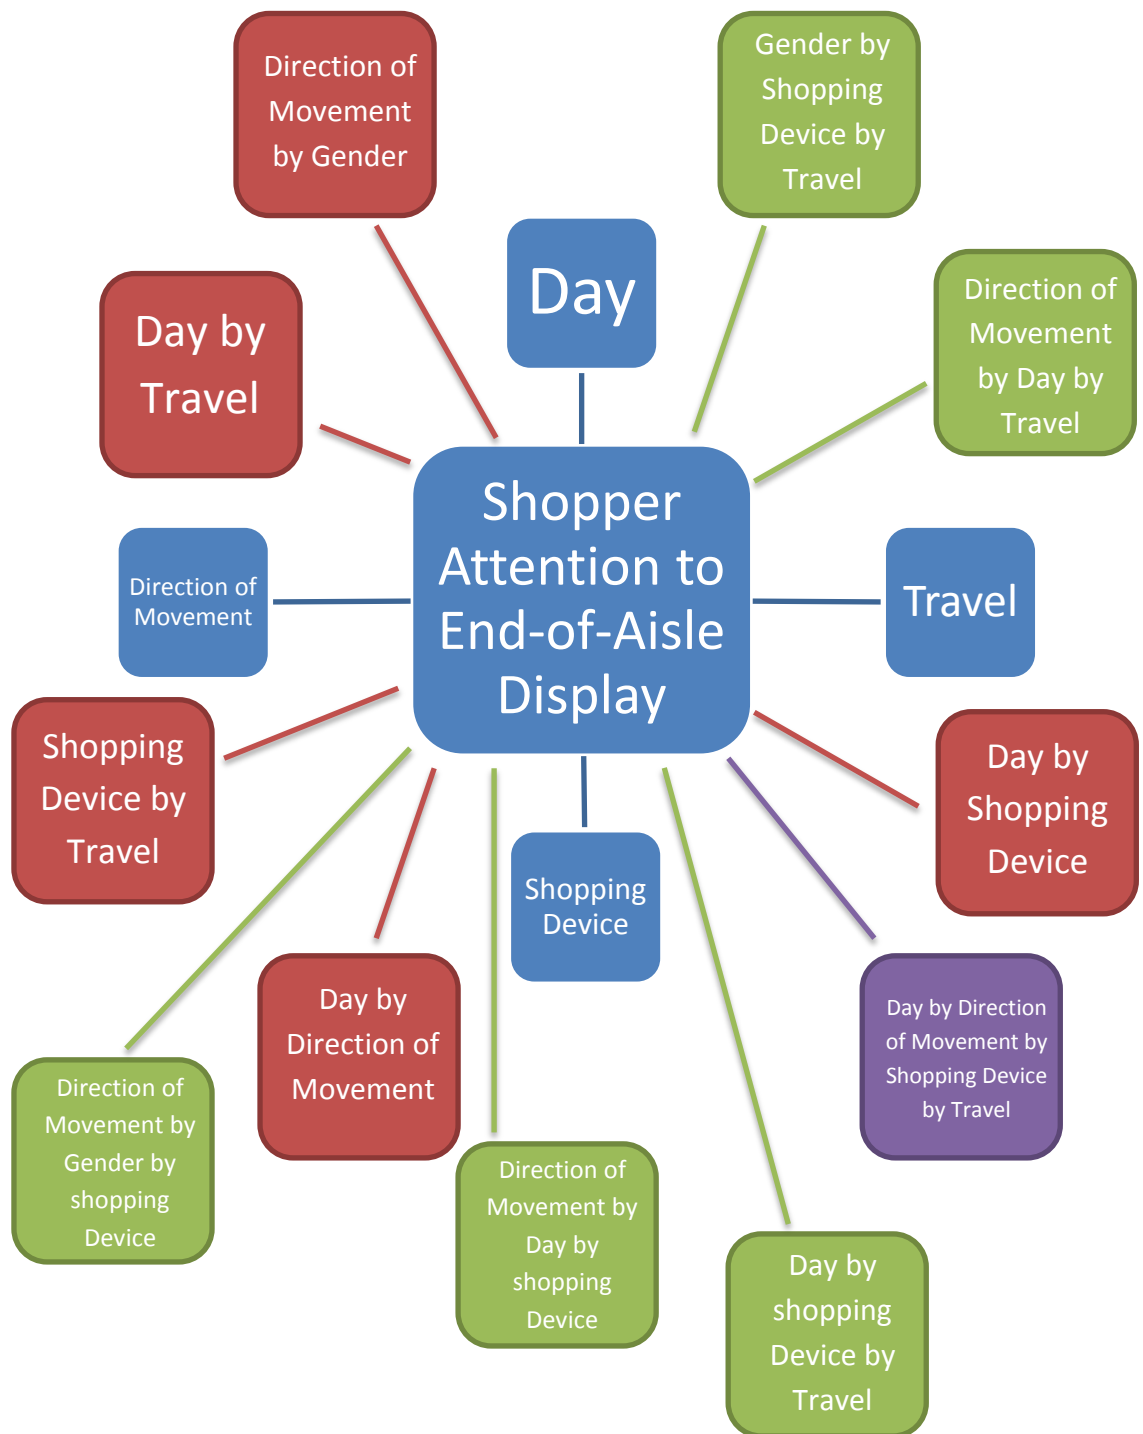 Direction of
Movement
by Gender
Gender by
Shopping
Device by
Travel
Day
Day by
Travel
Direction of
Movement
by Day by
Travel
Shopper
Attention to
End-of-Aisle
Display
Direction of
Movement
Travel
Shopping
Device by
Travel
Day by
Shopping
Device
Shopping
Device
Day by
Direction of
Movement
Day by Direction
of Movement by
Shopping Device
by Travel
Direction of
Movement by
Gender by
shopping
Device
Direction of
Movement by
Day by
shopping
Device
Day by
shopping
Device by
Travel